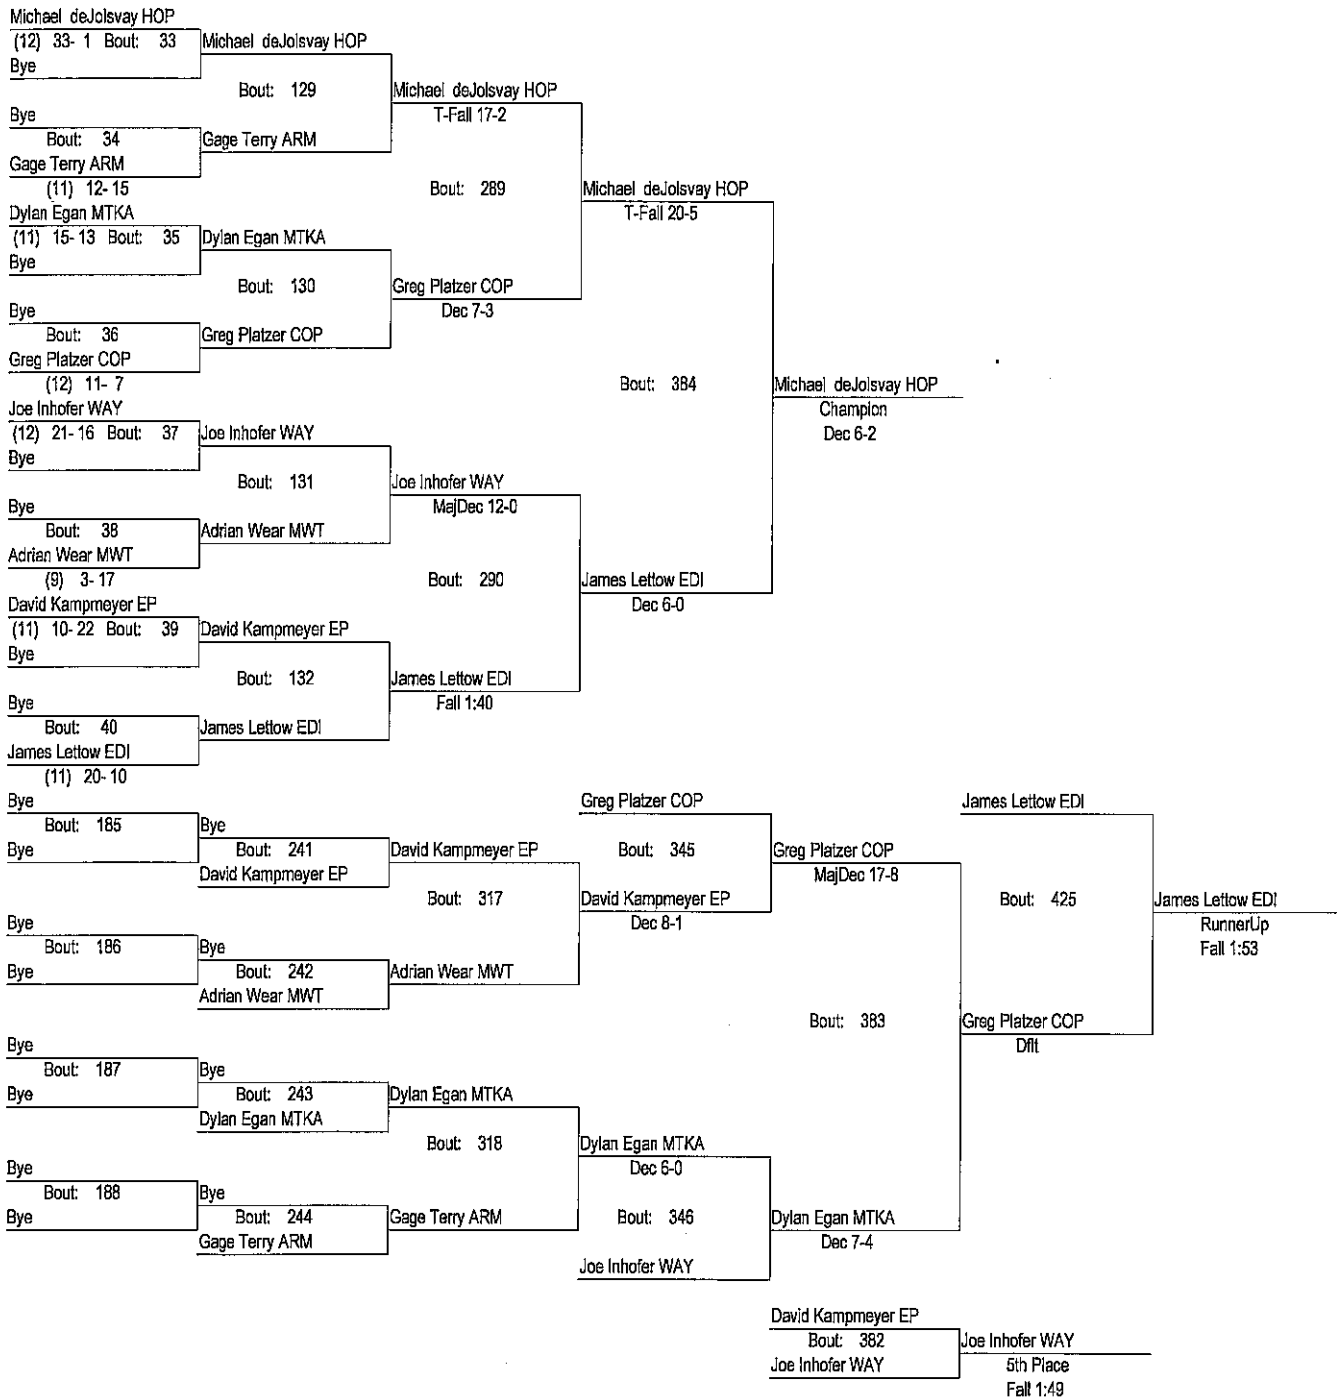 Michael deJolsvay HOP
(12) 33- 1 Bout: 33
Bye
Michael deJolsvay HOP
Bout: 129
Bye
Bout: 34
Gage Terry ARM
(11) 12- 15
Gage Terry ARM
Michael deJolsvay HOP
T-Fall 17-2
Bout: 289
Dylan Egan MTKA
(11) 15- 13 Bout: 35
Bye
Dylan Egan MTKA
Bout: 130
Bye
Bout: 36
Greg Platzer COP
(12) 11- 7
Greg Platzer COP
Greg Platzer COP
Dec 7-3
Michael deJolsvay HOP
T-Fall 20-5
Bout: 384
Michael deJolsvay HOP
Champion
Dec 6-2
Joe Inhofer WAY
(12) 21- 16 Bout: 37
Bye
Joe Inhofer WAY
Bout: 131
Bye
Bout: 38
Adrian Wear MWT
(9) 3- 17
Adrian Wear MWT
Joe Inhofer WAY
MajDec 12-0
Bout: 290
David Kampmeyer EP
(11) 10- 22 Bout: 39
Bye
David Kampmeyer EP
Bout: 132
Bye
Bout: 40
James Lettow EDI
(11) 20- 10
James Lettow EDI
James Lettow EDI
Fall 1:40
James Lettow EDI
Dec 6-0
Bye
Bout: 185
Bye
Bye
Bout: 241
David Kampmeyer EP
David Kampmeyer EP
Bout: 317
Bye
Bout: 186
Bye
Bye
Bout: 242
Adrian Wear MWT
Adrian Wear MWT
Greg Platzer COP
Bout: 345
David Kampmeyer EP
Dec 8-1
Greg Platzer COP
MajDec 17-8
Bout: 383
Bye
Bout: 187
Bye
Bye
Bout: 243
Dylan Egan MTKA
Dylan Egan MTKA
Bout: 318
Bye
Bout: 188
Bye
Bye
Bout: 244
Gage Terry ARM
Gage Terry ARM
Dylan Egan MTKA
Dec 6-0
Bout: 346
Joe Inhofer WAY
Dylan Egan MTKA
Dec 7-4
James Lettow EDI
Bout: 425
Greg Platzer COP
Dflt
James Lettow EDI
RunnerUp
Fall 1:53
David Kampmeyer EP
Bout: 382
Joe Inhofer WAY
Joe Inhofer WAY
5th Place
Fall 1:49